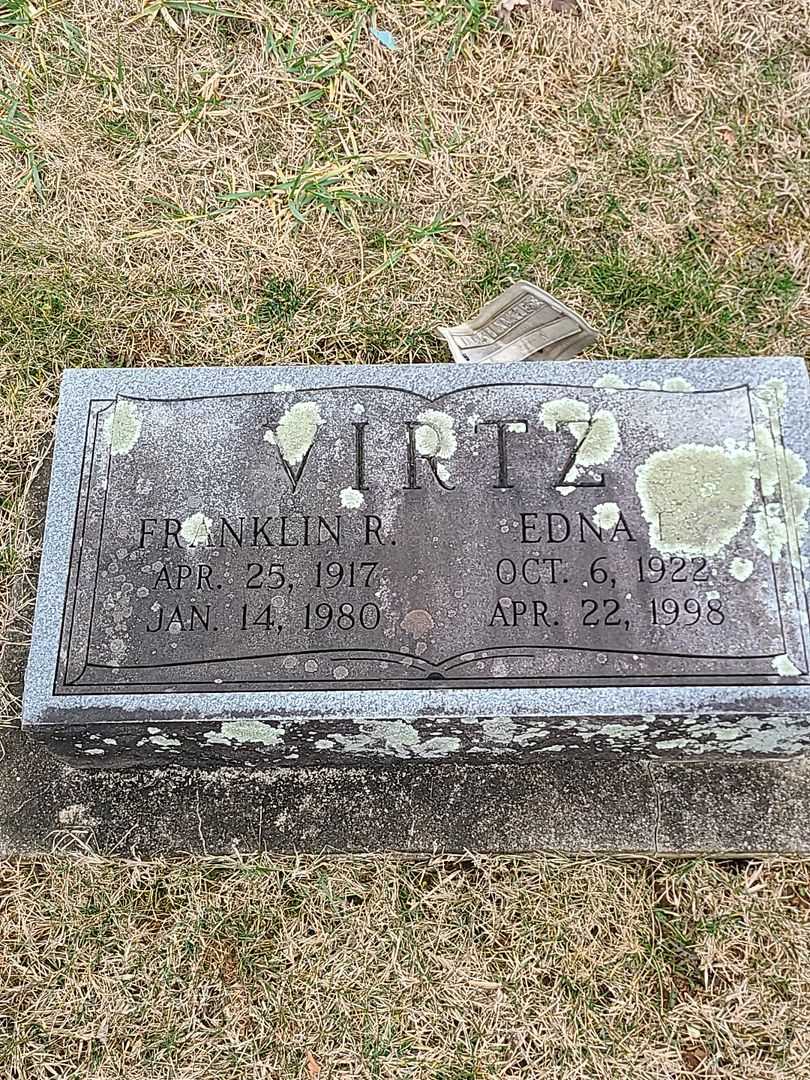 VIRTZ
FRANKLIN R. EDNA
APR. 25, 1917 OCT. 6, 1922
JAN. 14, 1980 APR. 22, 1998